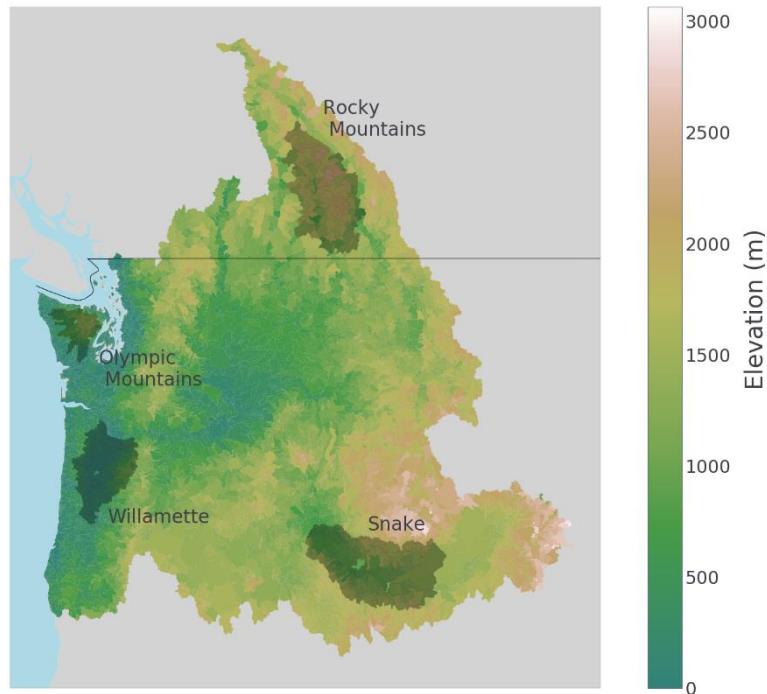 Rocky
Mountains
Olympic
Mountains
Willamette
Snake
3000
2500
2000
1500
1000
500
0
Elevation (m)